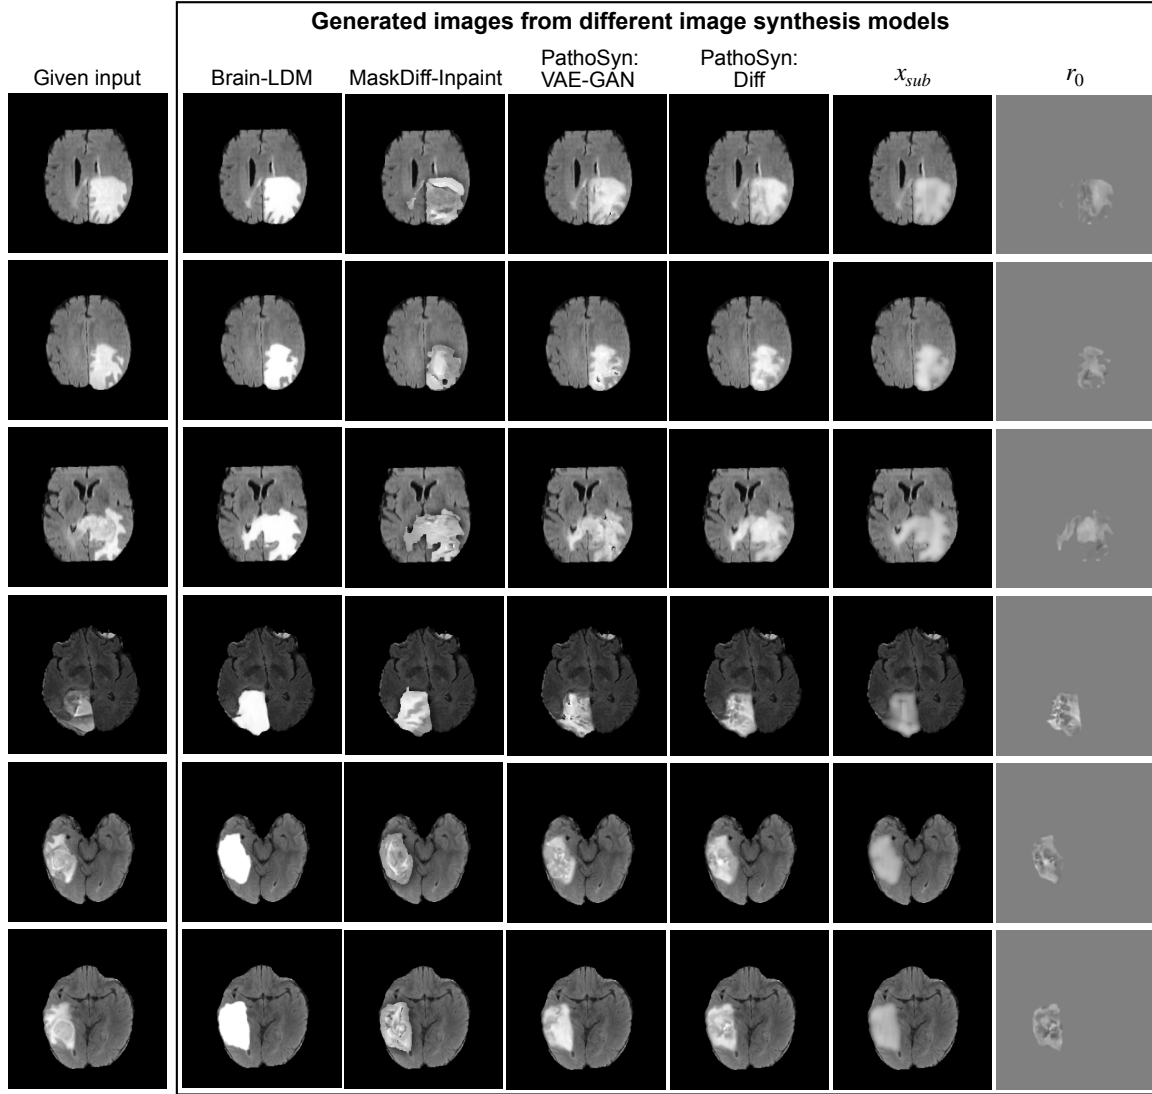 Generated images from different image synthesis models
Given input
Brain-LDM
MaskDiff-Inpaint
PathoSyn:
VAE-GAN
PathoSyn:
Diff
x_sub
r_0